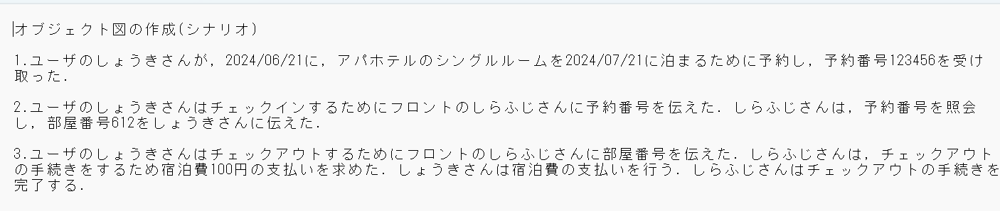 オブジェクト図の作成(シナリオ)
1.ユーザのしょうきさんが，2024/06/21に，アパホテルのシングルルームを2024/07/21に泊まるために予約し，予約番号123456を受け
取った．
2.ユーザのしょうきさんはチェックインするためにフロントのしらふじさんに予約番号を伝えた．しらふじさんは，予約番号を照会
し，部屋番号612をしょうきさんに伝えた．
3.ユーザのしょうきさんはチェックアウトするためにフロントのしらふじさんに部屋番号を伝えた．しらふじさんは，チェックアウト
の手続きをするため宿泊費100円の支払いを求めた．しょうきさんは宿泊費の支払いを行う．しらふじさんはチェックアウトの手続きを
完了する．